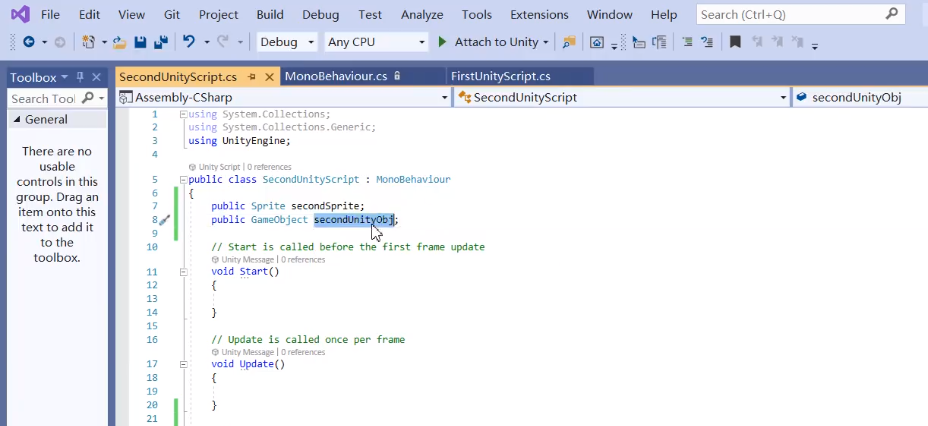 File Edit View Git Project Build Debug Test Analyze Tools Extensions Window Help Search (Ctrl+Q)
Debug Any CPU Attach to Unity
Toolbox SecondUnityScript.cs MonoBehaviour.cs FirstUnityScript.cs
Search Tool Assembly-CSharp SecondUnityScript secondUnityObj
General
There are no
usable
controls in this
group. Drag an
item onto this
text to add it
to the
toolbox.
1 using System.Collections;
2 using System.Collections.Generic;
3 using UnityEngine;
4
Unity Script | 0 references
5 public class SecondUnityScript : MonoBehaviour
6 {
7 public Sprite secondSprite;
8 public GameObject secondUnityObj;
9
10 // Start is called before the first frame update
Unity Message | 0 references
11 void Start()
12 {
13
14 }
15
16 // Update is called once per frame
Unity Message | 0 references
17 void Update()
18 {
19
20 }
21